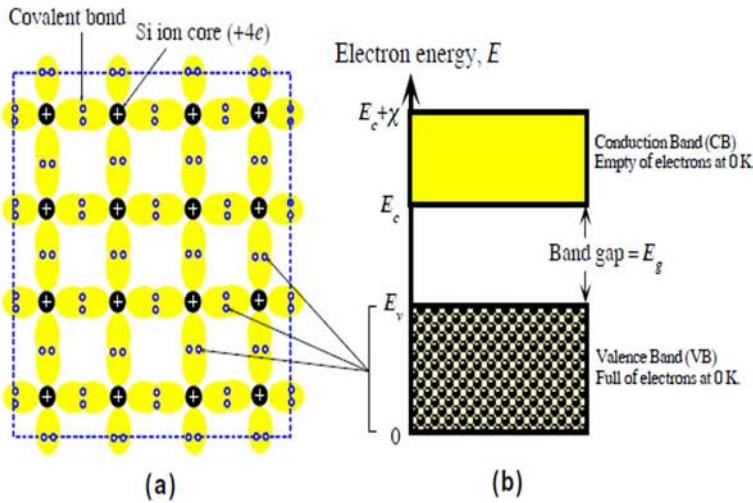 Covalent bond
Si ion core (+4e)
(a)
Electron energy, E
E_c+χ
Conduction Band (CB)
Empty of electrons at 0 K.
E_c
Band gap = E_g
E_v
Valence Band (VB)
Full of electrons at 0 K.
0
(b)